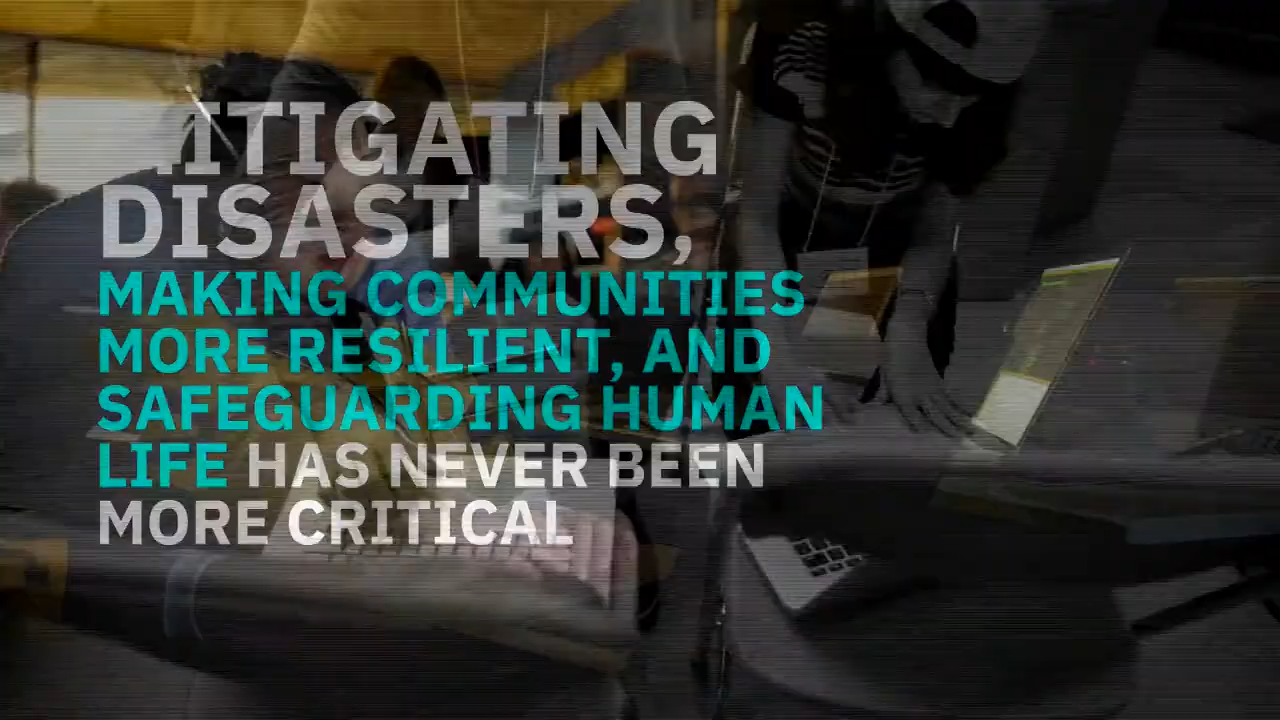 MITIGATING
DISASTERS,
MAKING COMMUNITIES
MORE RESILIENT, AND
SAFEGUARDING HUMAN
LIFE HAS NEVER BEEN
MORE CRITICAL